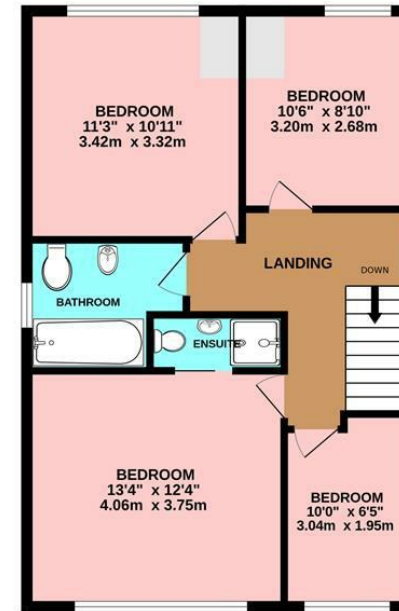 BEDROOM
11'3" x 10'11"
3.42m x 3.32m
BEDROOM
10'6" x 8'10"
3.20m x 2.68m
LANDING
DOWN
BATHROOM
ENSUITE
BEDROOM
13'4" x 12'4"
4.06m x 3.75m
BEDROOM
10'0" x 6'5"
3.04m x 1.95m